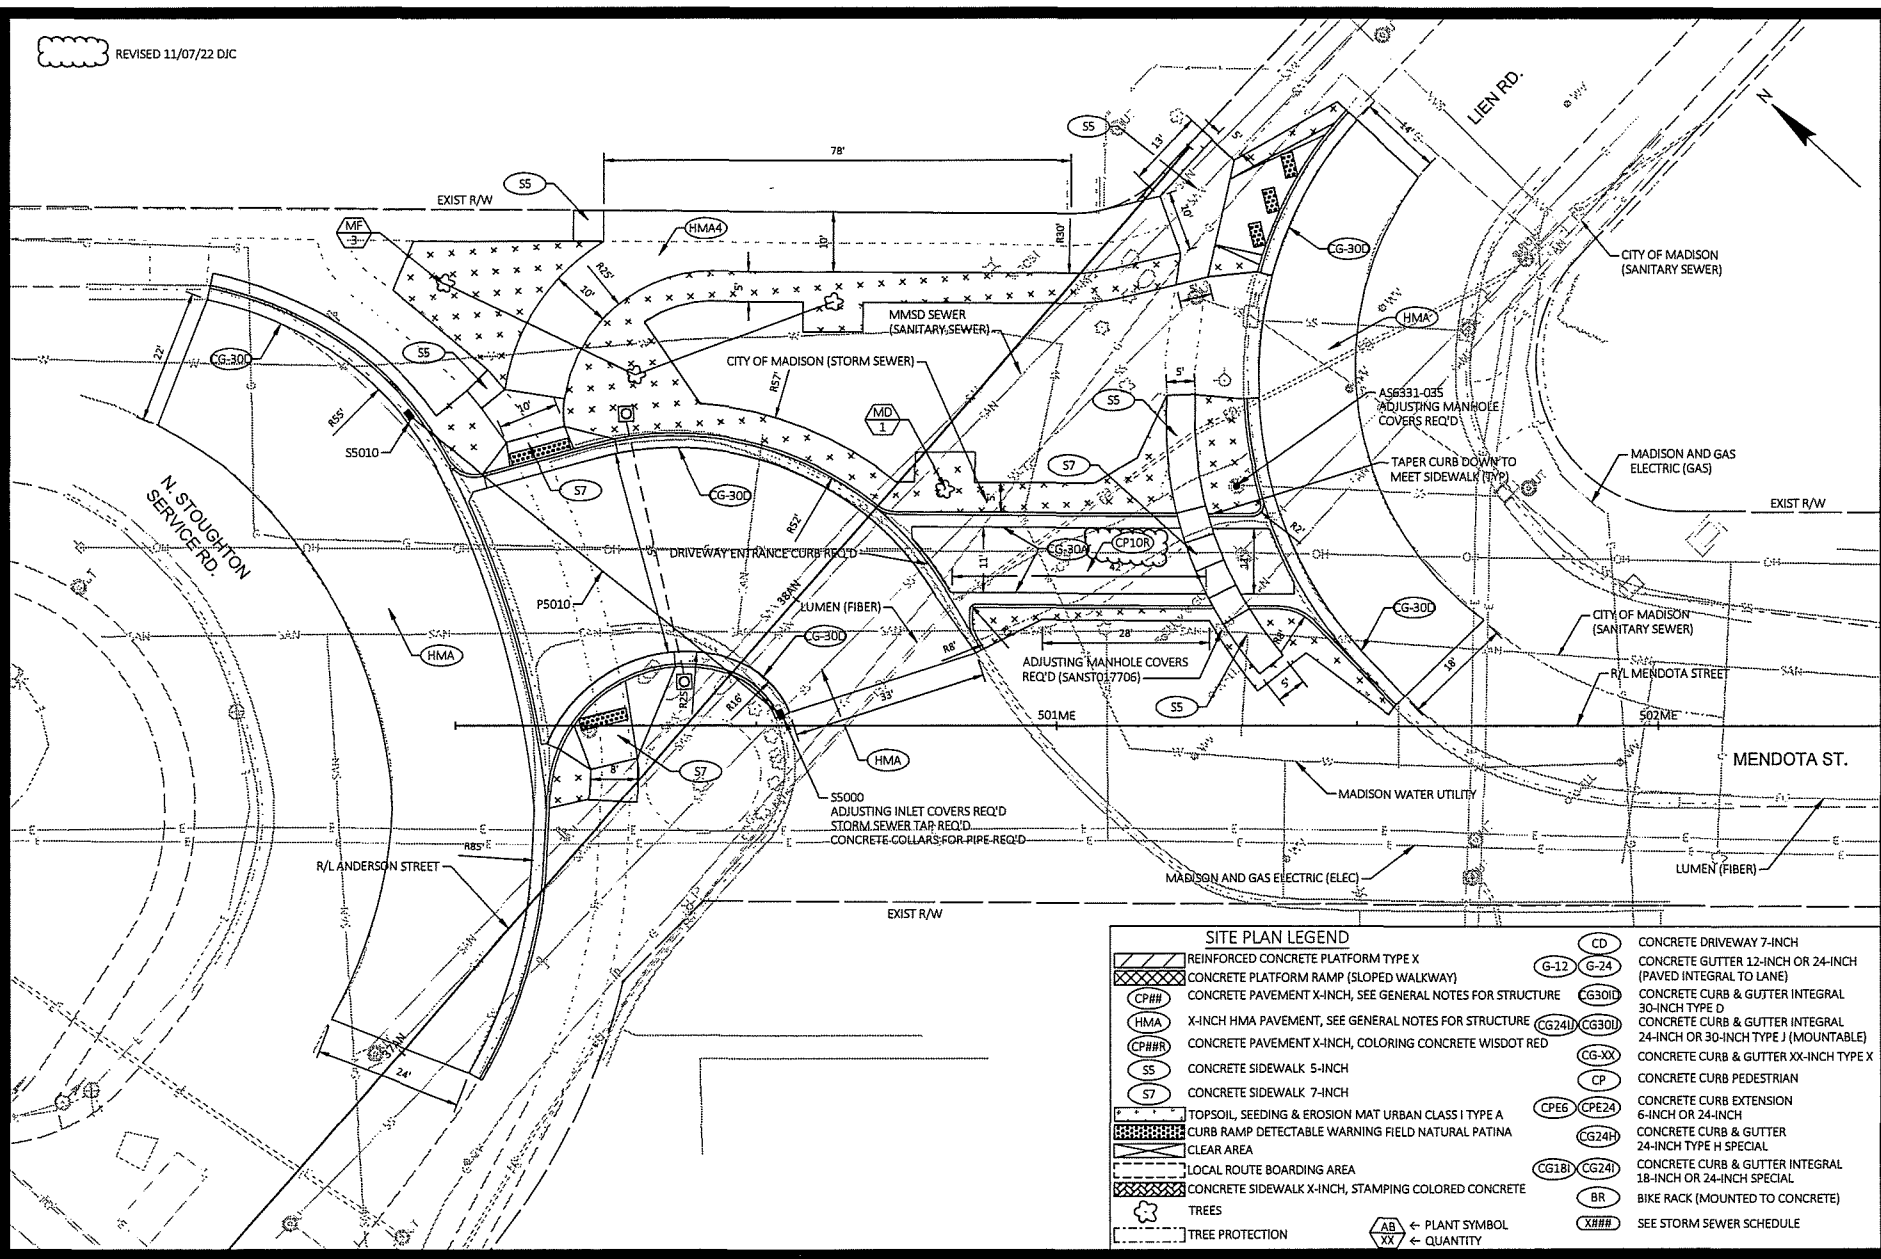 REVISED 11/07/22 DJC
LIEN RD.
N
S5
13'
5'
14'
78'
S5
EXIST R/W
MF
3
HMA4
10'
R30'
10'
CG-30D
CITY OF MADISON
(SANITARY SEWER)
R25'
10'
5'
22'
CG-30D
S5
MMSD SEWER
(SANITARY SEWER)
HMA
CITY OF MADISON (STORM SEWER)
R57'
R55'
10'
MD
1
S5
5'
AS6331-035
ADJUSTING MANHOLE
COVERS REQ'D
S5010
N. STOUGHTON
SERVICE RD.
S7
CG-30D
S7
5'
TAPER CURB DOWN TO
MEET SIDEWALK (TYP)
MADISON AND GAS
ELECTRIC (GAS)
EXIST R/W
R52'
R2'
DRIVEWAY ENTRANCE CURB REQ'D
CG-30A
CP10R
11'
42'
P5010
38AN
LUMEN (FIBER)
CG-30D
CG-30D
CITY OF MADISON
(SANITARY SEWER)
HMA
R8'
28'
R8'
18'
ADJUSTING MANHOLE COVERS
REQ'D (SANST017706)
R25'
R16'
33'
S5
5'
R/L MENDOTA STREET
501ME
502ME
MENDOTA ST.
HMA
S7
8'
S5000
ADJUSTING INLET COVERS REQ'D
STORM SEWER TAP REQ'D
CONCRETE COLLARS FOR PIPE REQ'D
MADISON WATER UTILITY
R85'
R/L ANDERSON STREET
MADISON AND GAS ELECTRIC (ELEC)
LUMEN (FIBER)
EXIST R/W
37AN
24'
SITE PLAN LEGEND
REINFORCED CONCRETE PLATFORM TYPE X
CONCRETE PLATFORM RAMP (SLOPED WALKWAY)
CP## CONCRETE PAVEMENT X-INCH, SEE GENERAL NOTES FOR STRUCTURE
HMA X-INCH HMA PAVEMENT, SEE GENERAL NOTES FOR STRUCTURE
CP##R CONCRETE PAVEMENT X-INCH, COLORING CONCRETE WISDOT RED
S5 CONCRETE SIDEWALK 5-INCH
S7 CONCRETE SIDEWALK 7-INCH
TOPSOIL, SEEDING & EROSION MAT URBAN CLASS I TYPE A
CURB RAMP DETECTABLE WARNING FIELD NATURAL PATINA
CLEAR AREA
LOCAL ROUTE BOARDING AREA
CONCRETE SIDEWALK X-INCH, STAMPING COLORED CONCRETE
TREES
TREE PROTECTION
AB ← PLANT SYMBOL
XX ← QUANTITY
CD CONCRETE DRIVEWAY 7-INCH
G-12 G-24 CONCRETE GUTTER 12-INCH OR 24-INCH
(PAVED INTEGRAL TO LANE)
CG30ID CONCRETE CURB & GUTTER INTEGRAL
30-INCH TYPE D
CG24IJ CG30IJ CONCRETE CURB & GUTTER INTEGRAL
24-INCH OR 30-INCH TYPE J (MOUNTABLE)
CG-XX CONCRETE CURB & GUTTER XX-INCH TYPE X
CP CONCRETE CURB PEDESTRIAN
CPE6 CPE24 CONCRETE CURB EXTENSION
6-INCH OR 24-INCH
CG24H CONCRETE CURB & GUTTER
24-INCH TYPE H SPECIAL
CG18I CG24I CONCRETE CURB & GUTTER INTEGRAL
18-INCH OR 24-INCH SPECIAL
BR BIKE RACK (MOUNTED TO CONCRETE)
X### SEE STORM SEWER SCHEDULE